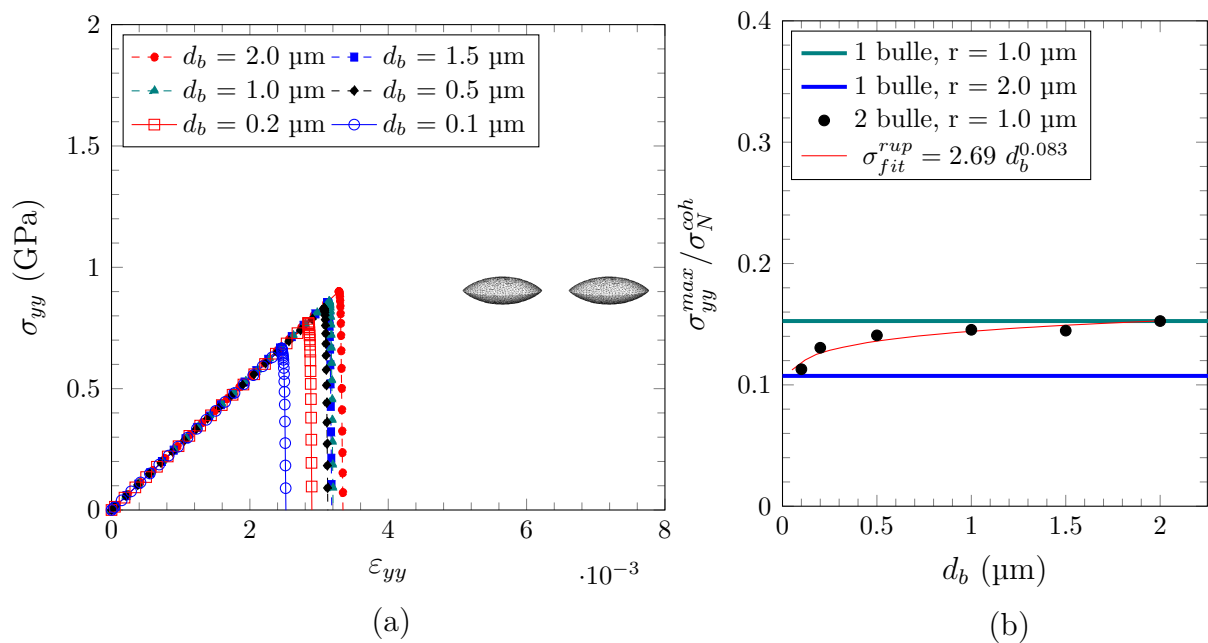 2
1.5
1
0.5
0
0
2
4
6
8
·10⁻³
σ_yy (GPa)
ε_yy
d_b = 2.0 µm
d_b = 1.5 µm
d_b = 1.0 µm
d_b = 0.5 µm
d_b = 0.2 µm
d_b = 0.1 µm
(a)
0.4
0.3
0.2
0.1
0
0
0.5
1
1.5
2
σ_yy^max/σ_N^coh
d_b (µm)
1 bulle, r = 1.0 µm
1 bulle, r = 2.0 µm
2 bulle, r = 1.0 µm
σ_fit^rup = 2.69 d_b^0.083
(b)